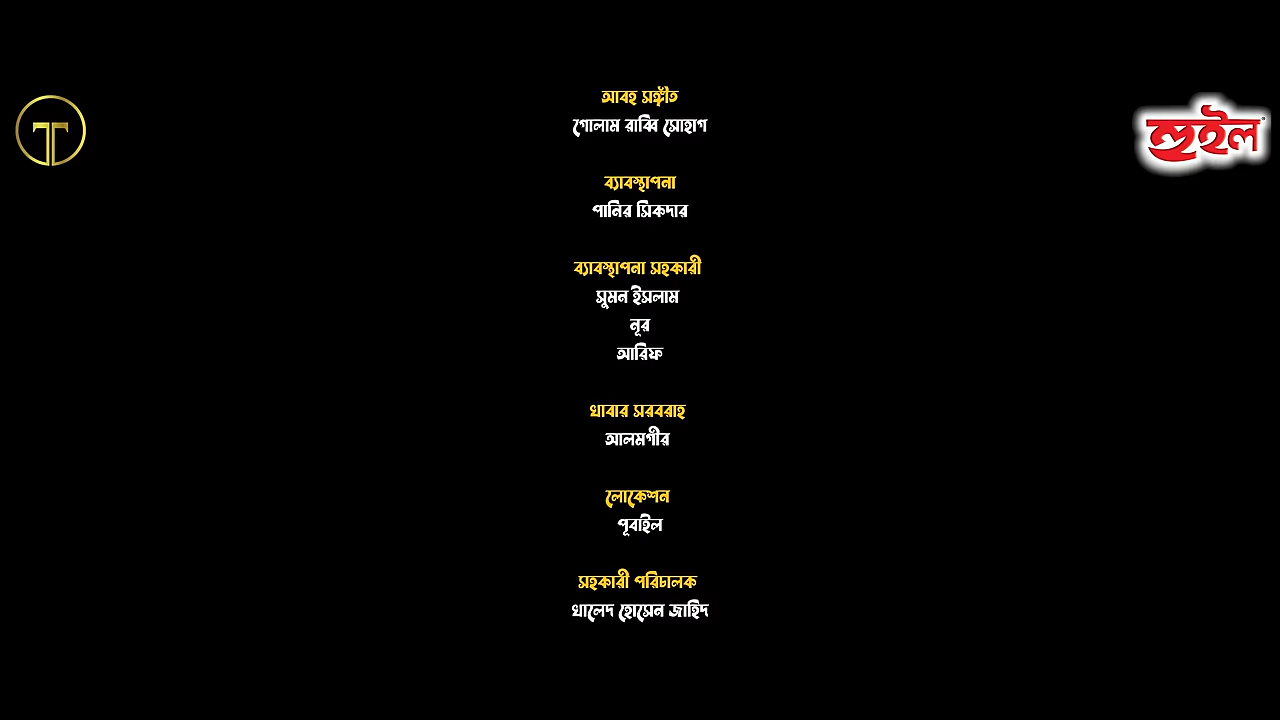 আবহ সঙ্গীত
গোলাম রাব্বি সোহাগ
ব্যাবস্থাপনা
পানির সিকদার
ব্যাবস্থাপনা সহকারী
সুমন ইসলাম
নূর
আরিফ
খাবার সরবরাহ
আলমগীর
লোকেশন
পূবাইল
সহকারী পরিচালক
খালেদ হোসেন জাহিদ
হুইল